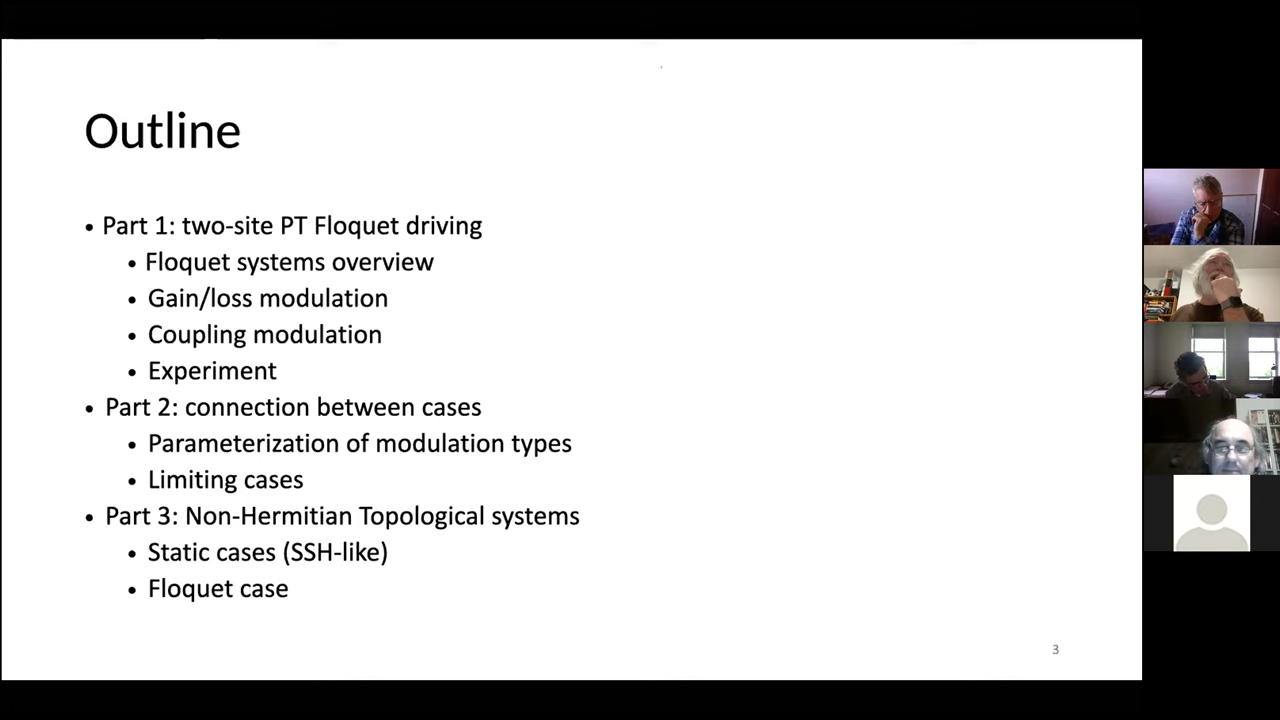 Outline
• Part 1: two-site PT Floquet driving
• Floquet systems overview
• Gain/loss modulation
• Coupling modulation
• Experiment
• Part 2: connection between cases
• Parameterization of modulation types
• Limiting cases
• Part 3: Non-Hermitian Topological systems
• Static cases (SSH-like)
• Floquet case
3